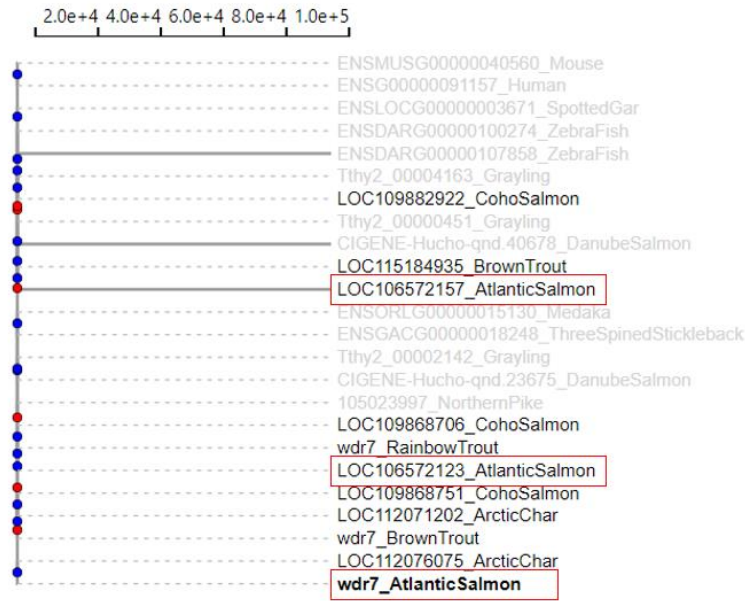 2.0e+4 4.0e+4 6.0e+4 8.0e+4 1.0e+5
ENSMUSG00000040560_Mouse
ENSG00000091157_Human
ENSLOCG00000003671_SpottedGar
ENSDARG00000100274_ZebraFish
ENSDARG00000107858_ZebraFish
Tthy2_00004163_Grayling
LOC109882922_CohoSalmon
Tthy2_00000451_Grayling
CIGENE-Hucho-qnd.40678_DanubeSalmon
LOC115184935_BrownTrout
LOC106572157_AtlanticSalmon
ENSORLG00000015130_Medaka
ENSGACG00000018248_ThreeSpinedStickleback
Tthy2_00002142_Grayling
CIGENE-Hucho-qnd.23675_DanubeSalmon
105023997_NorthernPike
LOC109868706_CohoSalmon
wdr7_RainbowTrout
LOC106572123_AtlanticSalmon
LOC109868751_CohoSalmon
LOC112071202_ArcticChar
wdr7_BrownTrout
LOC112076075_ArcticChar
wdr7_AtlanticSalmon